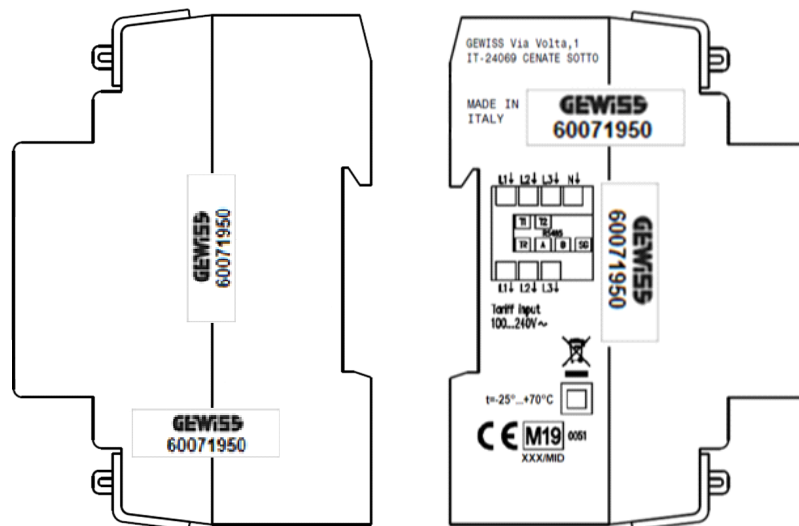 GEWISS
60071950
GEWISS
60071950
GEWISS Via Volta,1
IT-24069 CENATE SOTTO
MADE IN
ITALY
GEWISS
60071950
L1↓ L2↓ L3↓ N↓
T1 T2
RS485
TR A B SG
L1↓ L2↓ L3↓
Tariff input
100...240V~
GEWISS
60071950
t=-25°...+70°C
CE M19 0051
XXX/MID